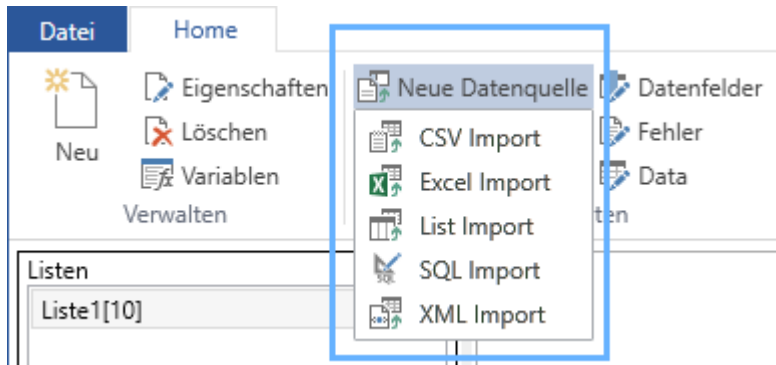 Datei Home
Neu
Eigenschaften
Löschen
Variablen
Verwalten
Neue Datenquelle
CSV Import
Excel Import
List Import
SQL Import
XML Import
Datenfelder
Fehler
Data
ten
Listen
Liste1[10]